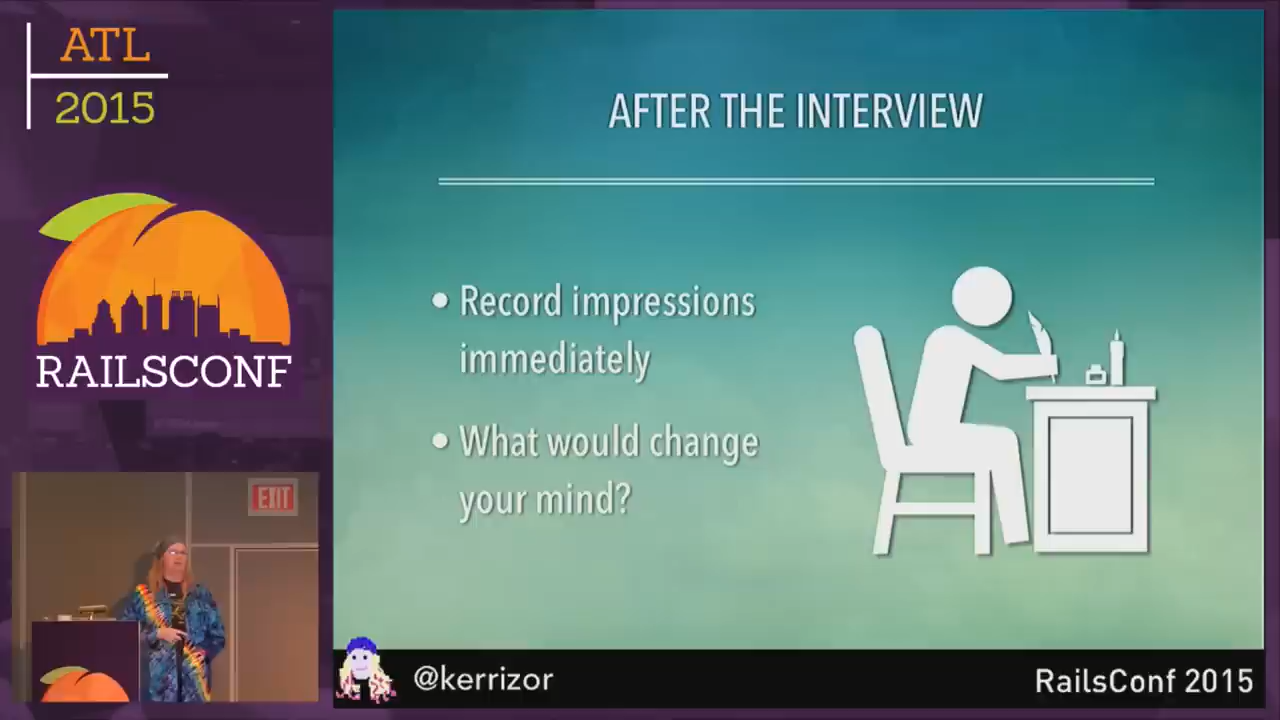 ATL
2015
RAILSCONF
EXIT
AFTER THE INTERVIEW
• Record impressions
immediately
• What would change
your mind?
@kerrizor
RailsConf 2015